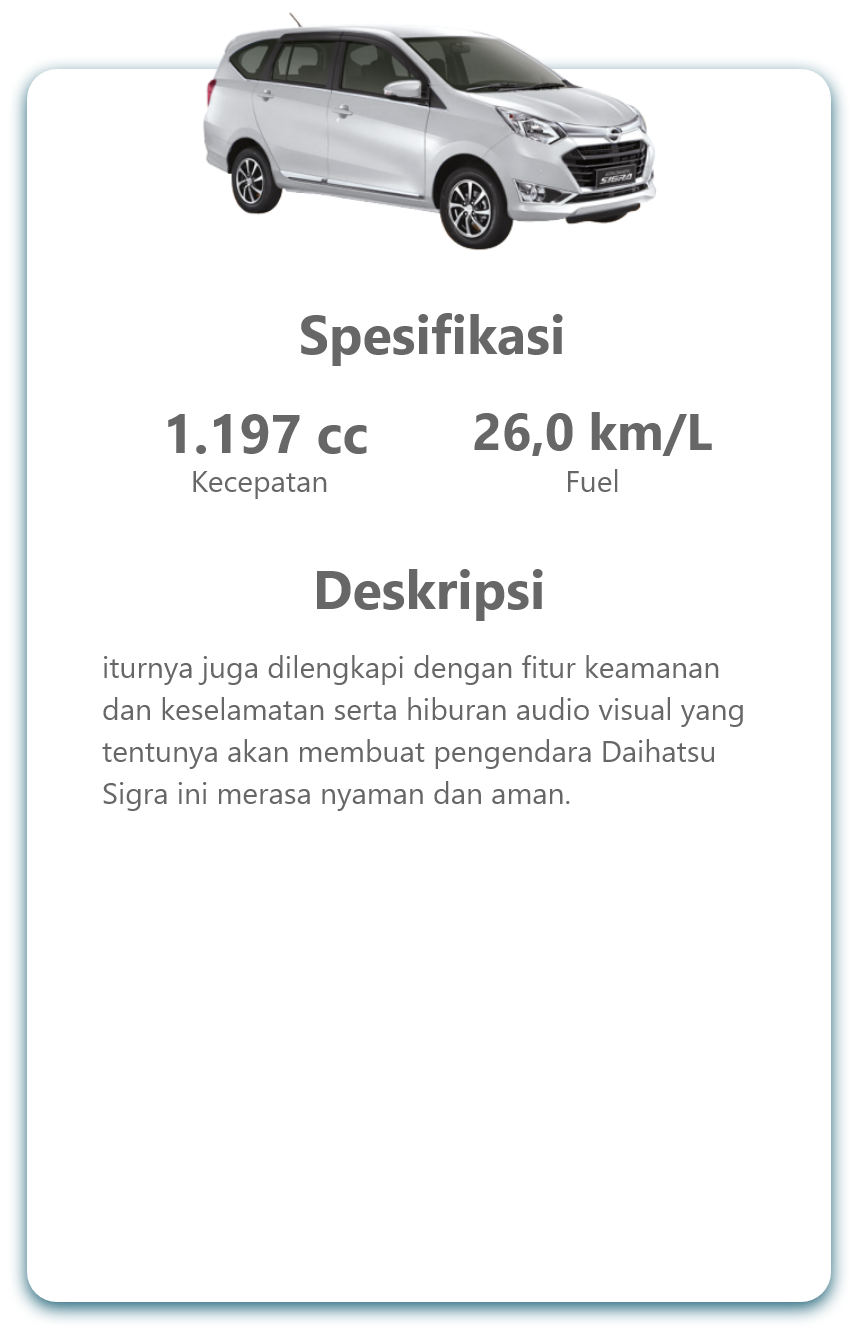 SIGRA
Spesifikasi
1.197 cc
26,0 km/L
Kecepatan
Fuel
Deskripsi
iturnya juga dilengkapi dengan fitur keamanan
dan keselamatan serta hiburan audio visual yang
tentunya akan membuat pengendara Daihatsu
Sigra ini merasa nyaman dan aman.